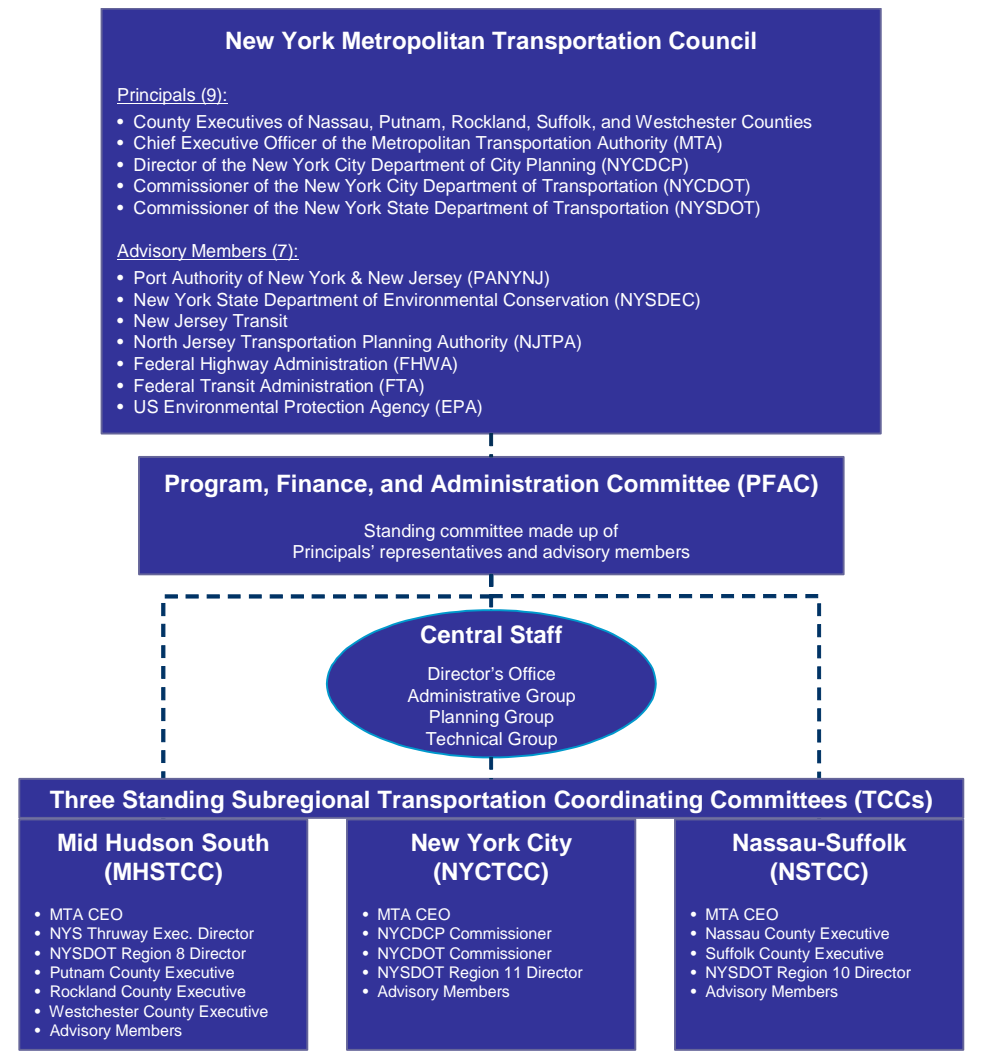 New York Metropolitan Transportation Council
Principals (9):
• County Executives of Nassau, Putnam, Rockland, Suffolk, and Westchester Counties
• Chief Executive Officer of the Metropolitan Transportation Authority (MTA)
• Director of the New York City Department of City Planning (NYCDCP)
• Commissioner of the New York City Department of Transportation (NYCDOT)
• Commissioner of the New York State Department of Transportation (NYSDOT)
Advisory Members (7):
• Port Authority of New York & New Jersey (PANYNJ)
• New York State Department of Environmental Conservation (NYSDEC)
• New Jersey Transit
• North Jersey Transportation Planning Authority (NJTPA)
• Federal Highway Administration (FHWA)
• Federal Transit Administration (FTA)
• US Environmental Protection Agency (EPA)
Program, Finance, and Administration Committee (PFAC)
Standing committee made up of
Principals’ representatives and advisory members
Central Staff
Director’s Office
Administrative Group
Planning Group
Technical Group
Three Standing Subregional Transportation Coordinating Committees (TCCs)
Mid Hudson South
(MHSTCC)
• MTA CEO
• NYS Thruway Exec. Director
• NYSDOT Region 8 Director
• Putnam County Executive
• Rockland County Executive
• Westchester County Executive
• Advisory Members
New York City
(NYCTCC)
• MTA CEO
• NYCDCP Commissioner
• NYCDOT Commissioner
• NYSDOT Region 11 Director
• Advisory Members
Nassau-Suffolk
(NSTCC)
• MTA CEO
• Nassau County Executive
• Suffolk County Executive
• NYSDOT Region 10 Director
• Advisory Members